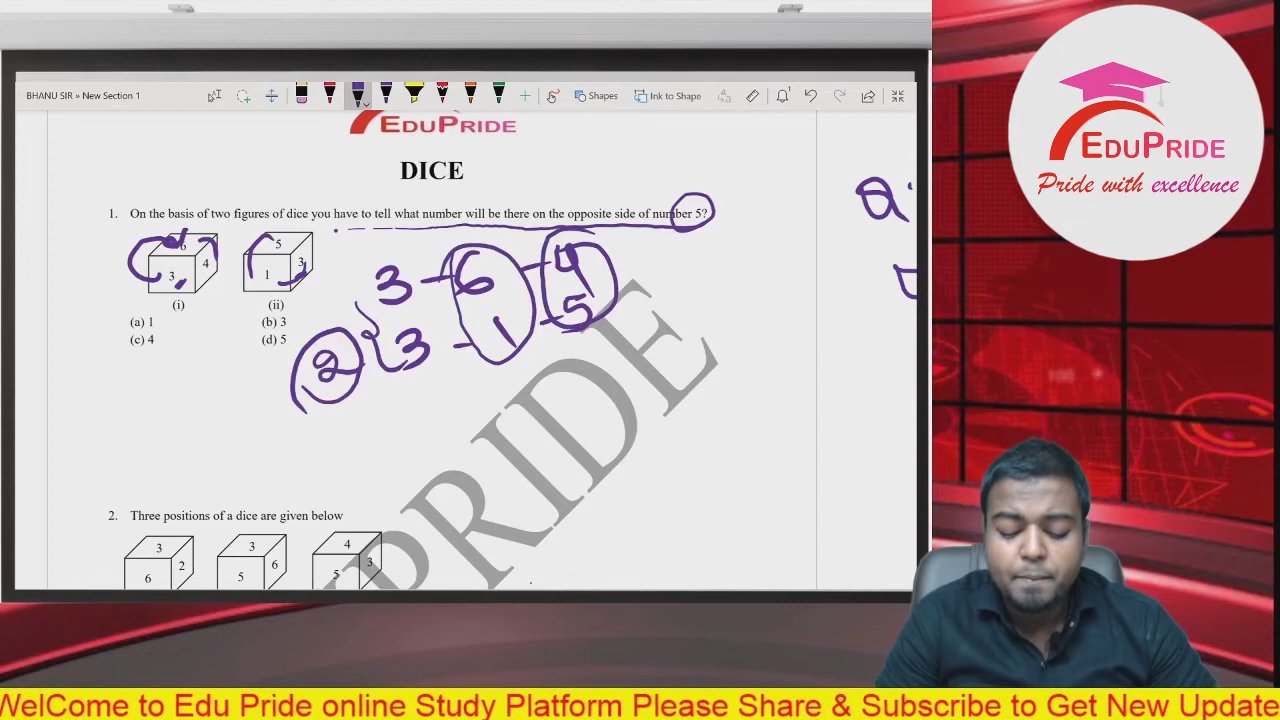 BHANU SIR » New Section 1
Shapes
Ink to Shape
EDUPRIDE
DICE
1. On the basis of two figures of dice you have to tell what number will be there on the opposite side of number 5?
6
3
4
5
1
3
(i)
(ii)
(a) 1
(b) 3
(c) 4
(d) 5
3 - 6 - 4
3 - 1 - 5
2
2. Three positions of a dice are given below
3
6
2
3
5
6
4
5
3
PRIDE
EDUPRIDE
Pride with excellence
WelCome to Edu Pride online Study Platform Please Share & Subscribe to Get New Update